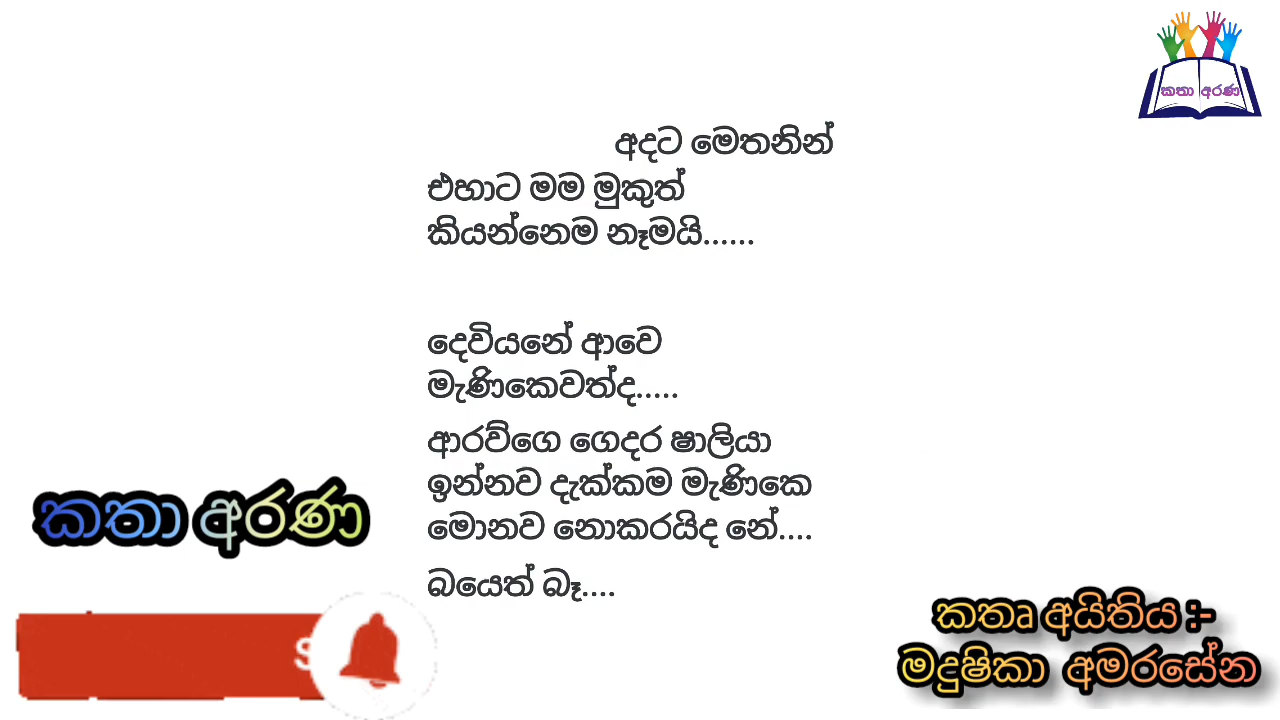 කතා අරණ
අදට මෙතනින්
එහාට මම මුකුත්
කියන්නෙම නෑමයි......
දෙවියනේ ආවෙ
මැණිකෙවත්ද.....
ආරව්ගෙ ගෙදර ෂාලියා
ඉන්නව දැක්කම මැණිකෙ
මොනව නොකරයිද නේ....
බයෙත් බෑ....
කතා අරණ
S
කතෘ අයිතිය :-
මදුෂිකා අමරසේන